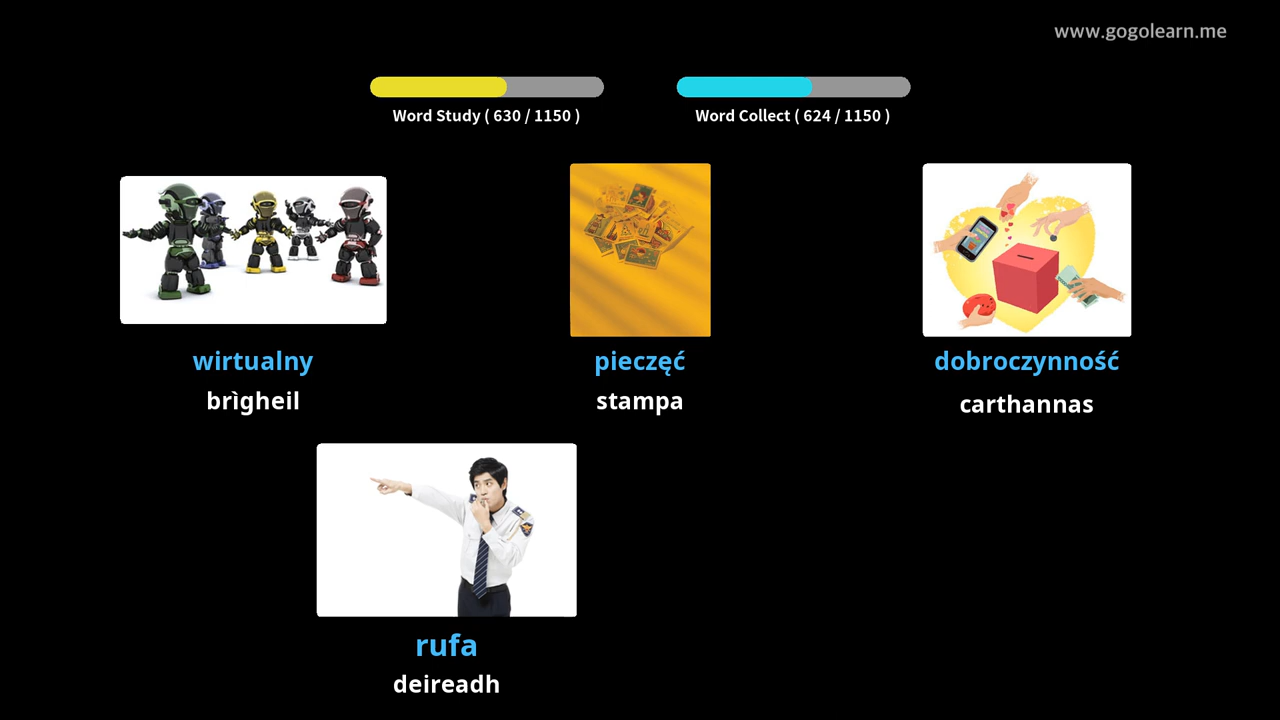 www.gogolearn.me
Word Study ( 630 / 1150 )
Word Collect ( 624 / 1150 )
wirtualny
brìgheil
pieczęć
stampa
dobroczynność
carthannas
rufa
deireadh